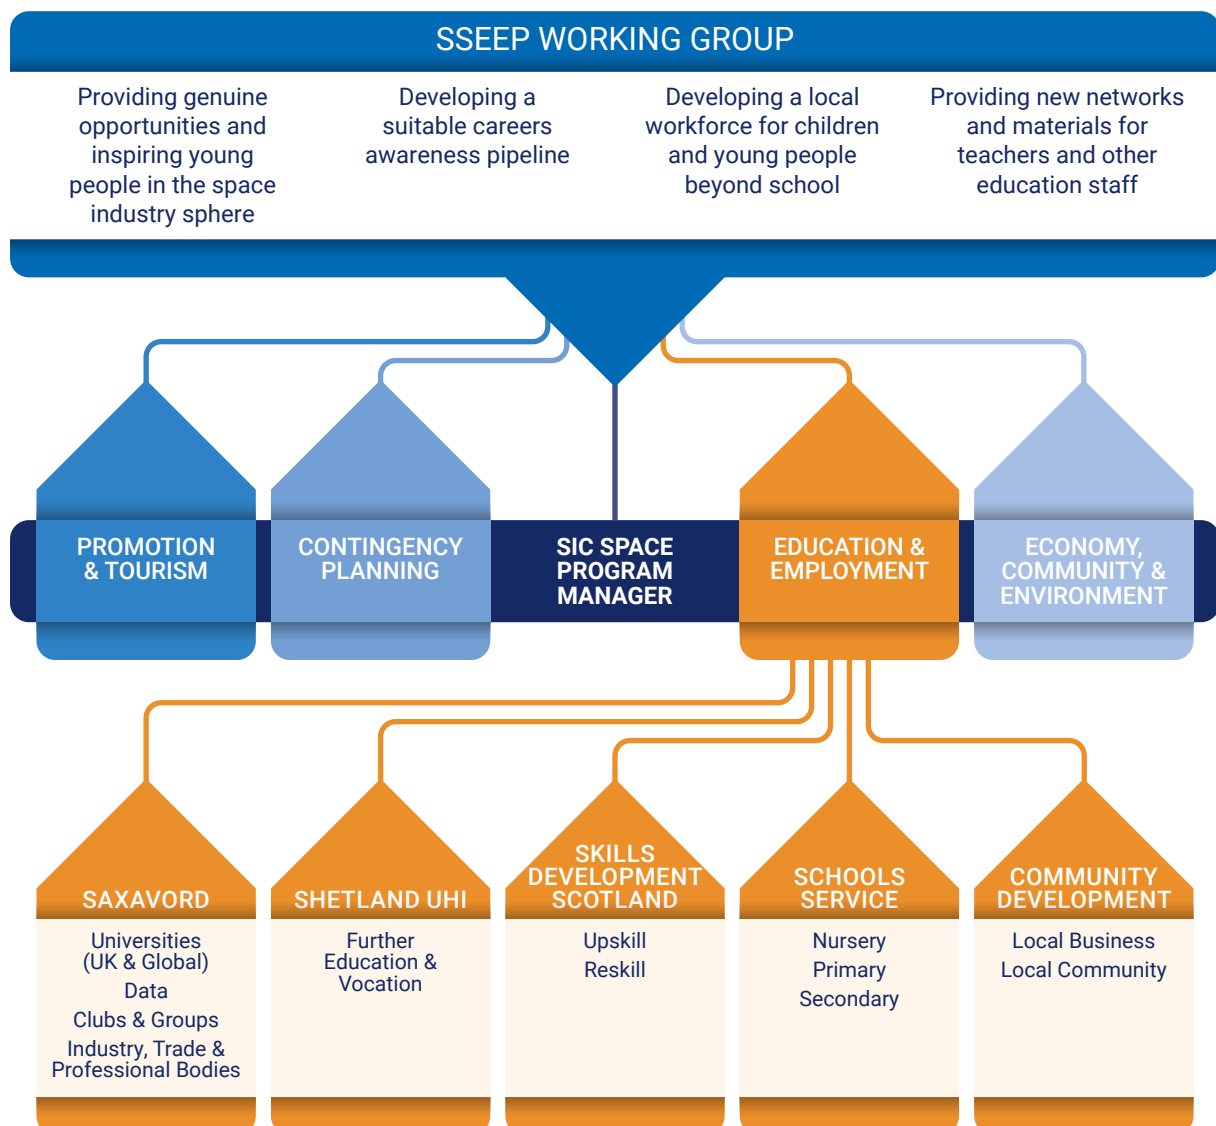 SSEEP WORKING GROUP
Providing genuine
opportunities and
inspiring young
people in the space
industry sphere
Developing a
suitable careers
awareness pipeline
Developing a local
workforce for children
and young people
beyond school
Providing new networks
and materials for
teachers and other
education staff
PROMOTION
& TOURISM
CONTINGENCY
PLANNING
SIC SPACE
PROGRAM
MANAGER
EDUCATION &
EMPLOYMENT
ECONOMY,
COMMUNITY &
ENVIRONMENT
SAXAVORD
Universities
(UK & Global)
Data
Clubs & Groups
Industry, Trade &
Professional Bodies
SHETLAND UHI
Further
Education &
Vocation
SKILLS
DEVELOPMENT
SCOTLAND
Upskill
Reskill
SCHOOLS
SERVICE
Nursery
Primary
Secondary
COMMUNITY
DEVELOPMENT
Local Business
Local Community